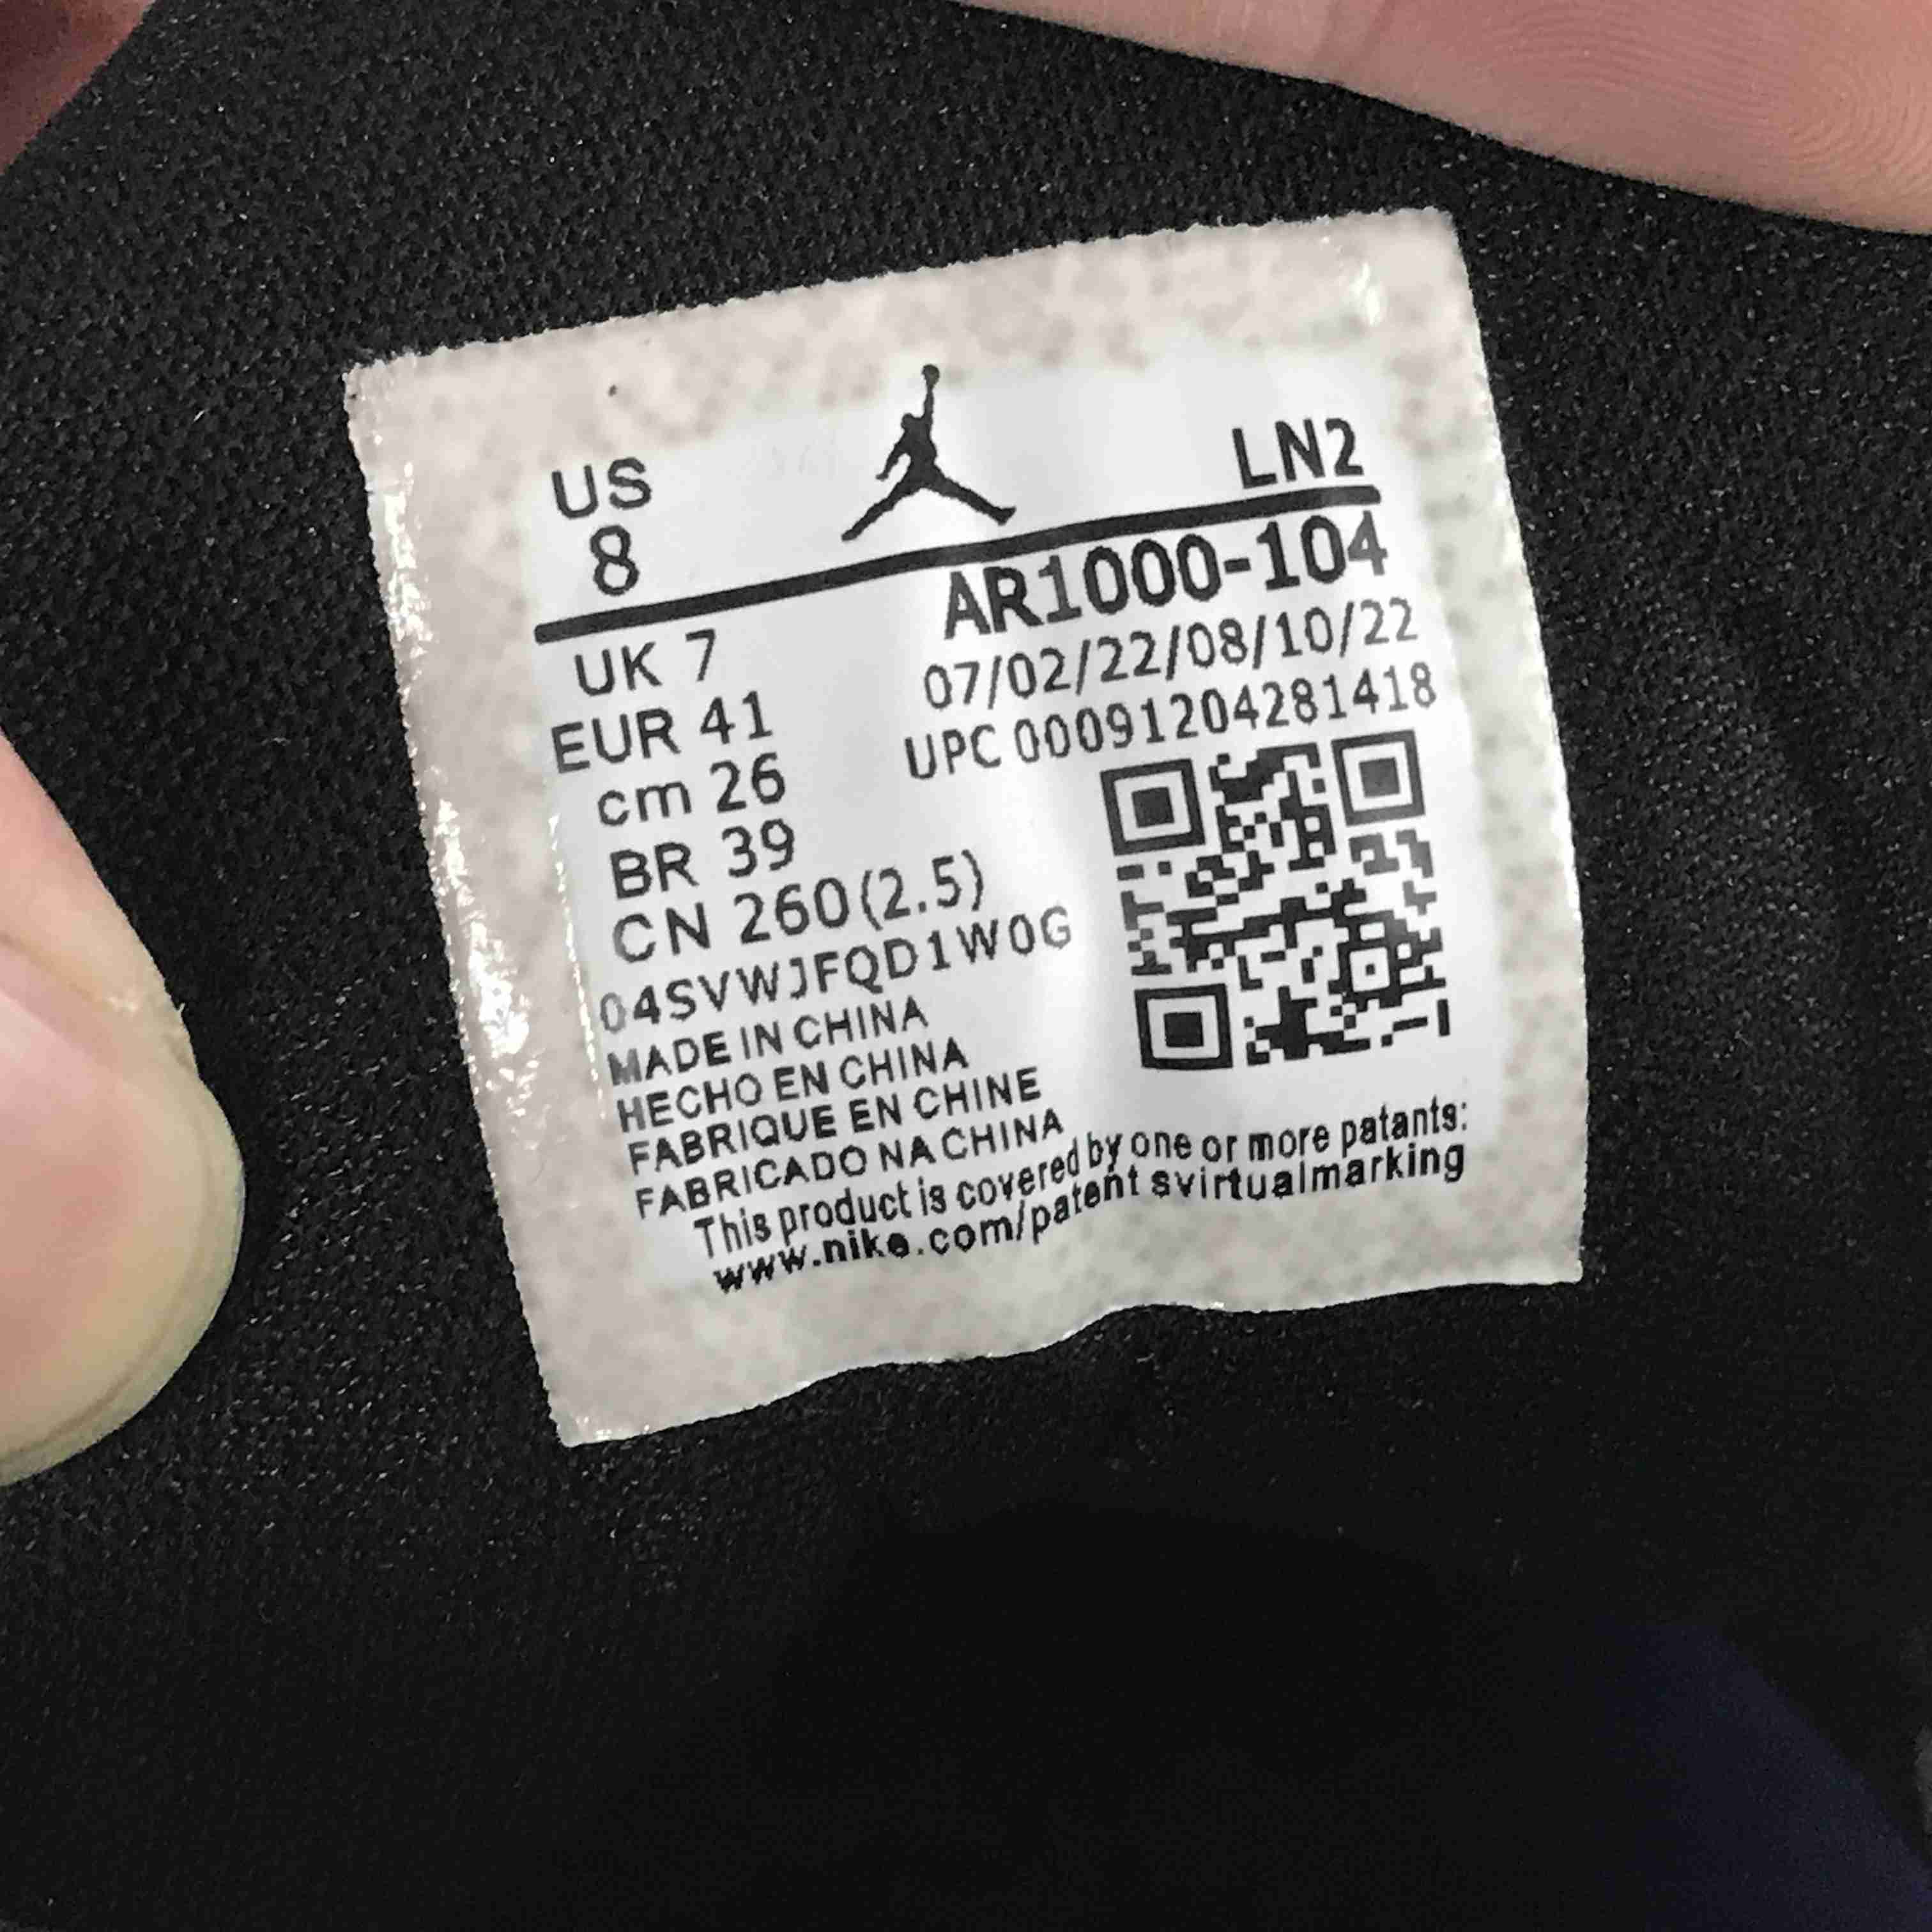 US
8
LN2
AR1000-104
07/02/22/08/10/22
UPC 00091204281418
UK 7
EUR 41
cm 26
BR 39
CN 260(2.5)
04SVWJFQD1W0G
MADE IN CHINA
HECHO EN CHINA
FABRIQUE EN CHINE
FABRICADO NA CHINA
This product is covered by one or more patants:
www.nike.com/patent svirtualmarking